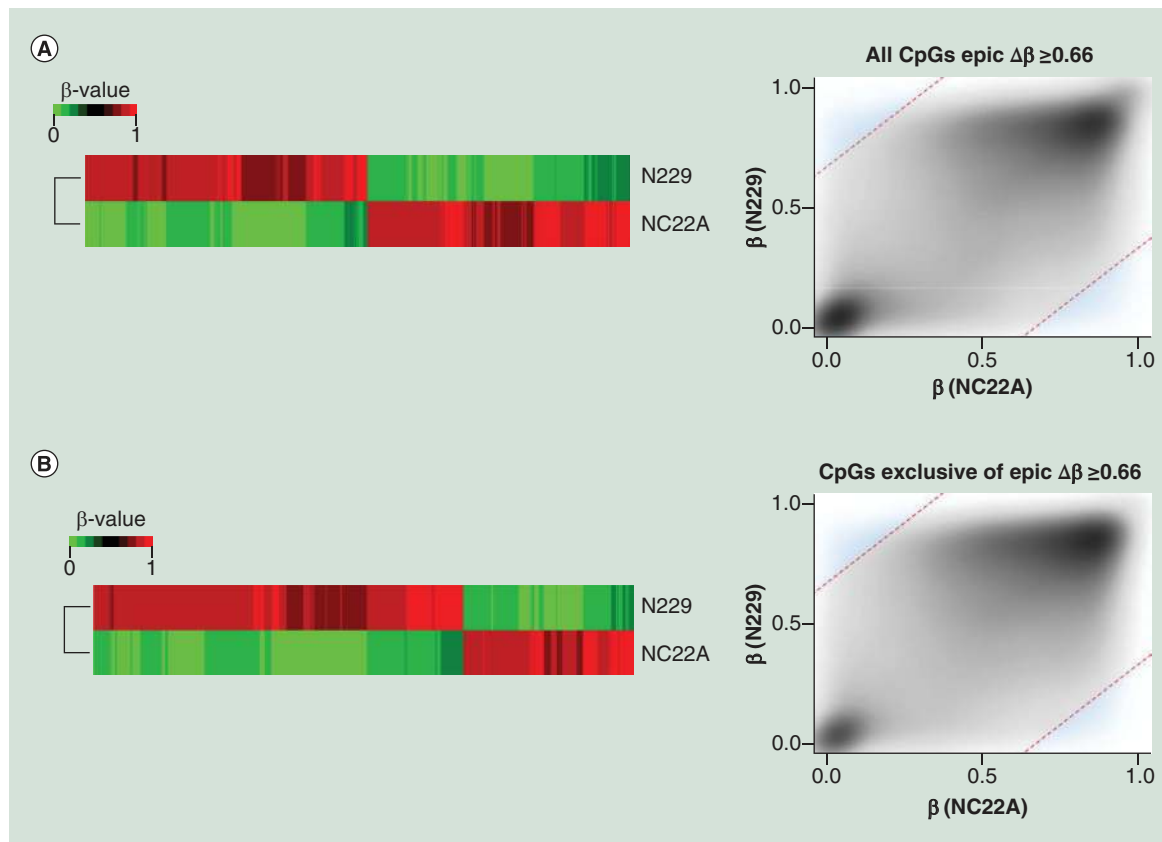 A
β-value
0 1
N229
NC22A
All CpGs epic Δβ ≥0.66
1.0
0.5
0.0
β (N229)
0.0 0.5 1.0
β (NC22A)
B
β-value
0 1
N229
NC22A
CpGs exclusive of epic Δβ ≥0.66
1.0
0.5
0.0
β (N229)
0.0 0.5 1.0
β (NC22A)